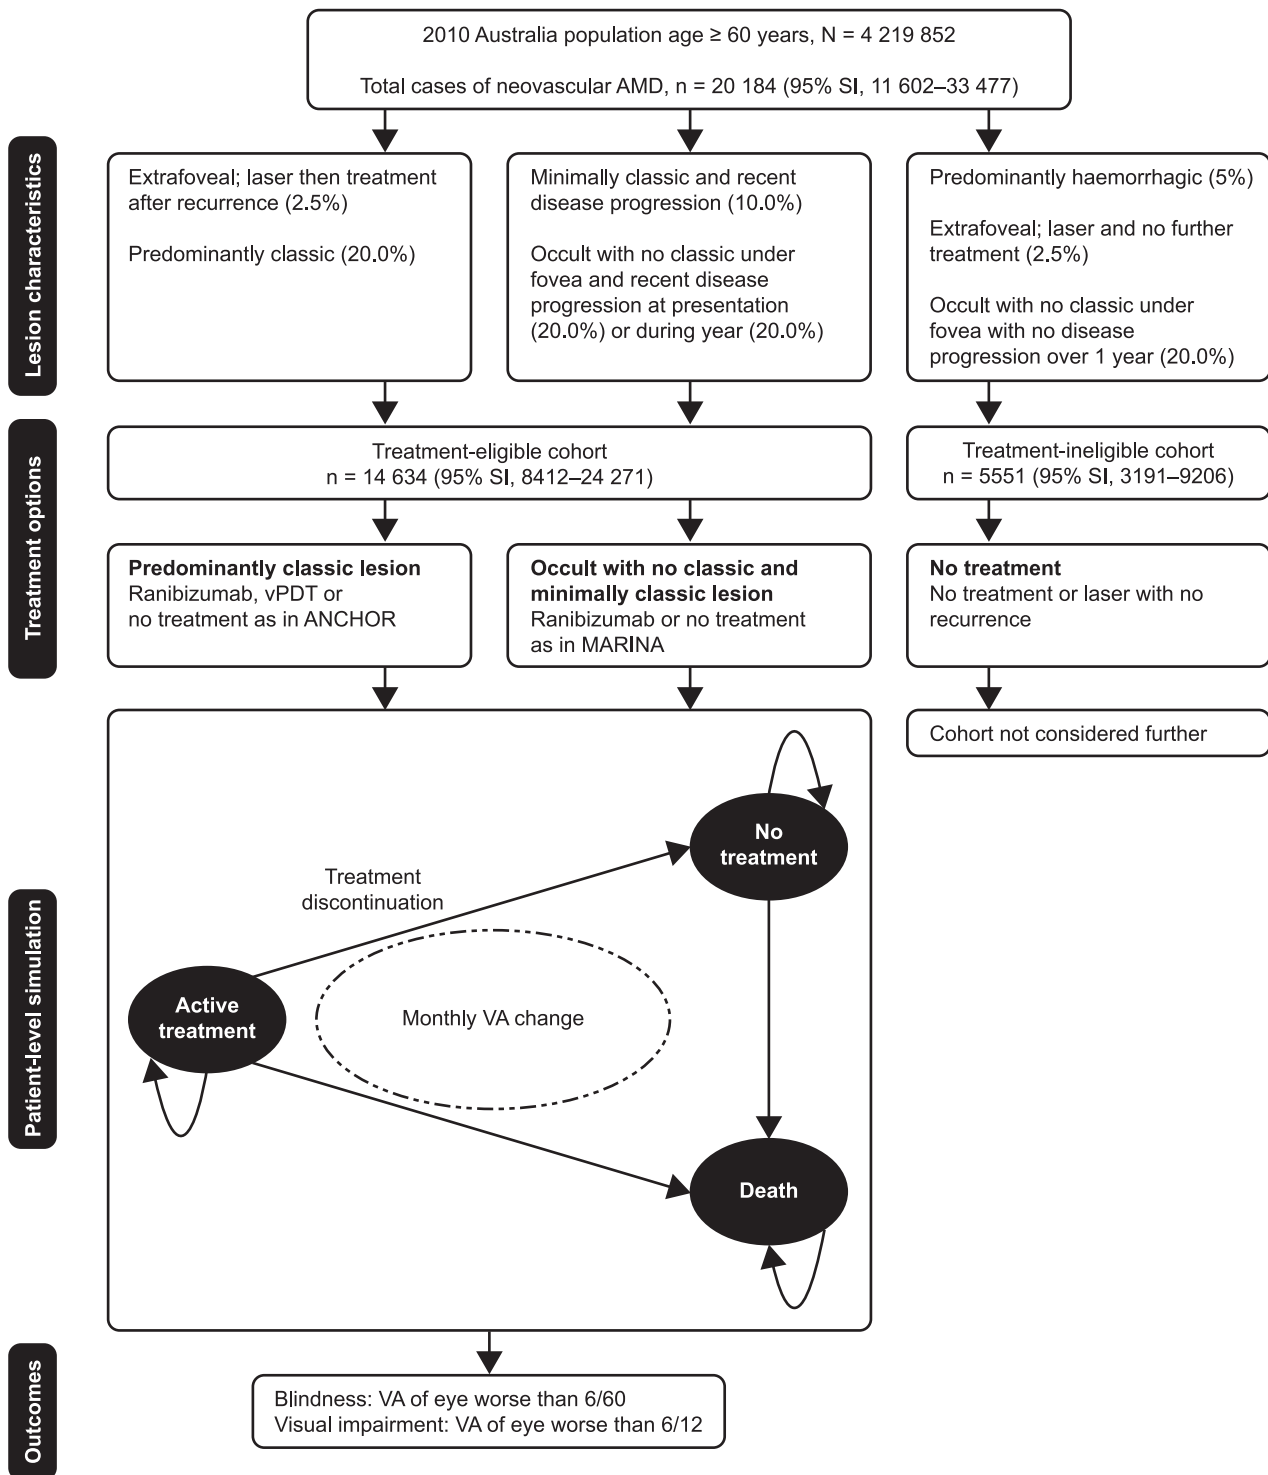 2010 Australia population age ≥ 60 years, N = 4 219 852
Total cases of neovascular AMD, n = 20 184 (95% SI, 11 602–33 477)
Lesion characteristics
Extrafoveal; laser then treatment
after recurrence (2.5%)
Predominantly classic (20.0%)
Minimally classic and recent
disease progression (10.0%)
Occult with no classic under
fovea and recent disease
progression at presentation
(20.0%) or during year (20.0%)
Predominantly haemorrhagic (5%)
Extrafoveal; laser and no further
treatment (2.5%)
Occult with no classic under
fovea with no disease
progression over 1 year (20.0%)
Treatment options
Treatment-eligible cohort
n = 14 634 (95% SI, 8412–24 271)
Treatment-ineligible cohort
n = 5551 (95% SI, 3191–9206)
Predominantly classic lesion
Ranibizumab, vPDT or
no treatment as in ANCHOR
Occult with no classic and
minimally classic lesion
Ranibizumab or no treatment
as in MARINA
No treatment
No treatment or laser with no
recurrence
Cohort not considered further
Patient-level simulation
No
treatment
Treatment
discontinuation
Active
treatment
Monthly VA change
Death
Outcomes
Blindness: VA of eye worse than 6/60
Visual impairment: VA of eye worse than 6/12